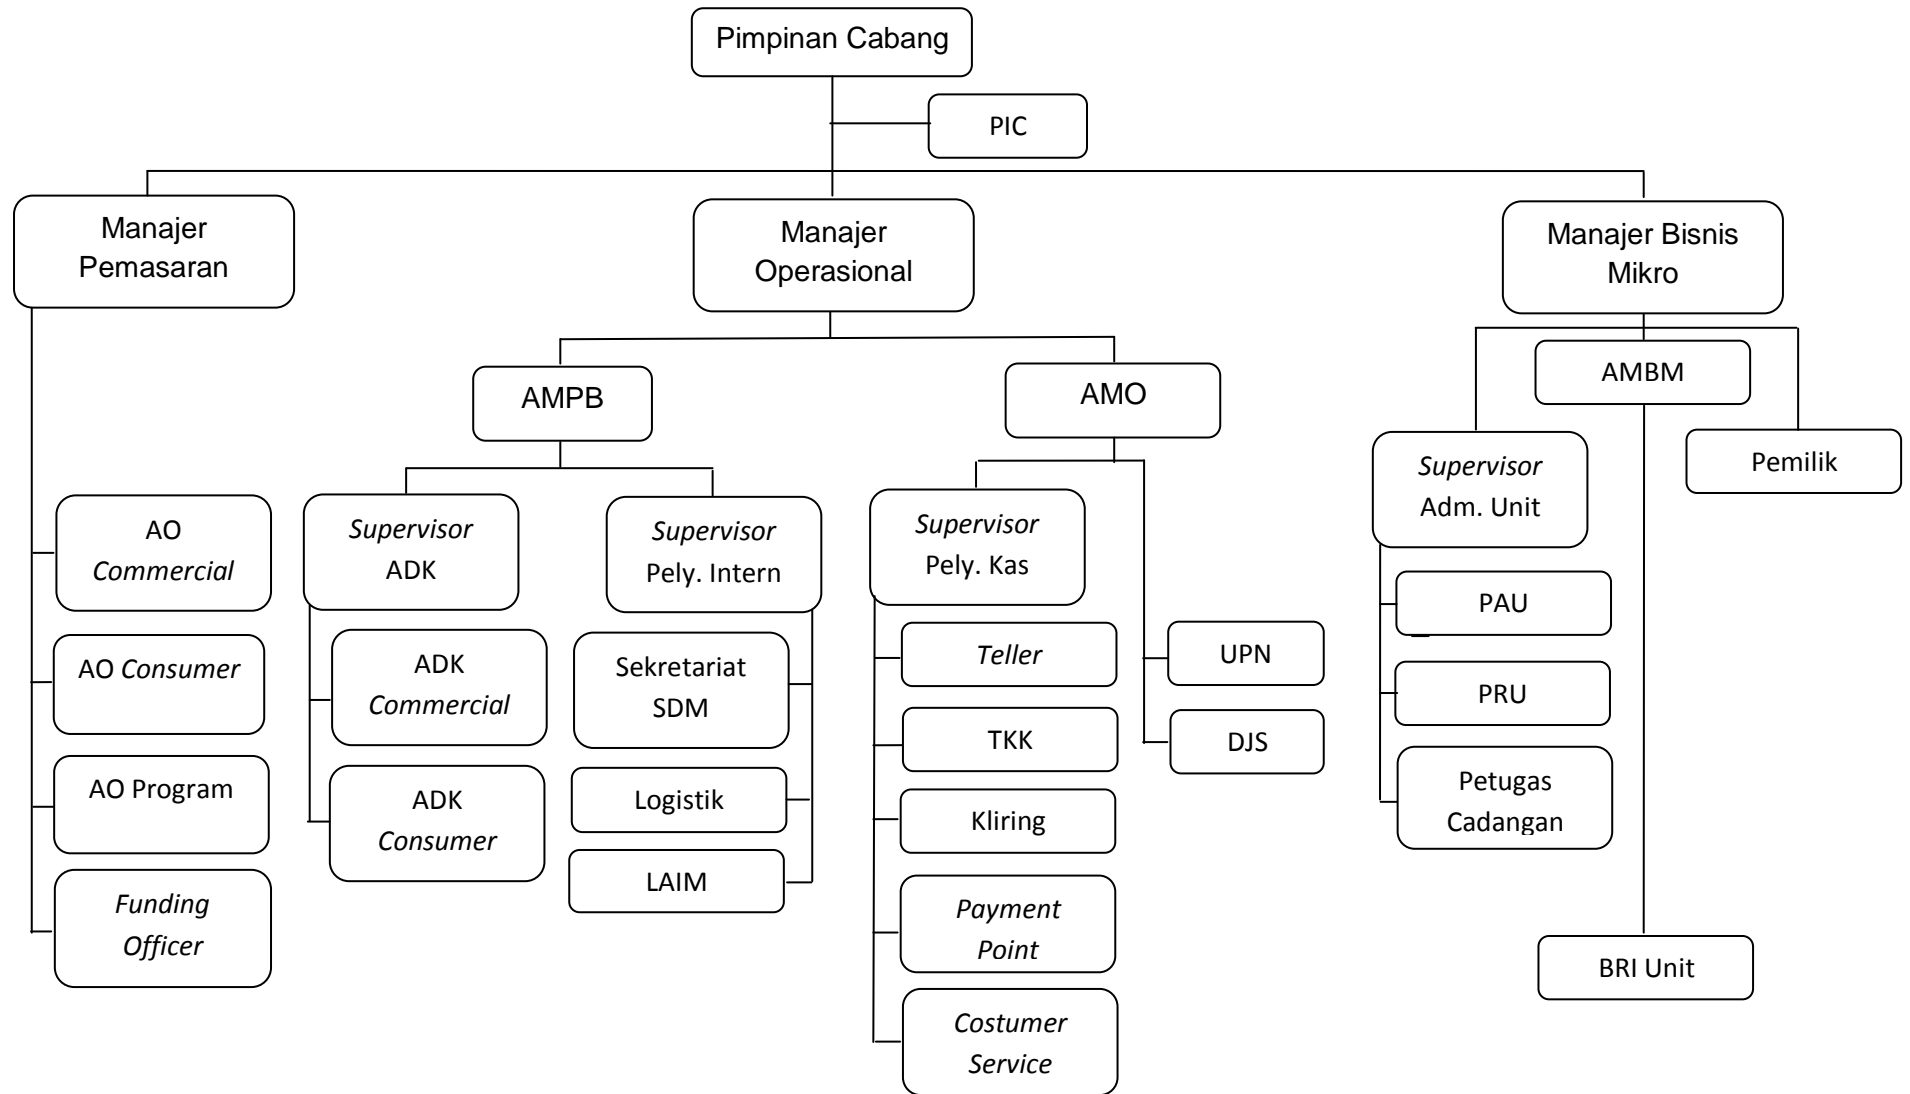 Pimpinan Cabang
PIC
Manajer
Pemasaran
Manajer
Operasional
Manajer Bisnis
Mikro
AMPB
AMO
AMBM
Supervisor
Adm. Unit
Pemilik
AO
Commercial
Supervisor
ADK
Supervisor
Pely. Intern
Supervisor
Pely. Kas
PAU
AO Consumer
ADK
Commercial
Sekretariat
SDM
Teller
UPN
PRU
TKK
DJS
AO Program
ADK
Consumer
Logistik
Kliring
Petugas
Cadangan
LAIM
Funding
Officer
Payment
Point
BRI Unit
Costumer
Service